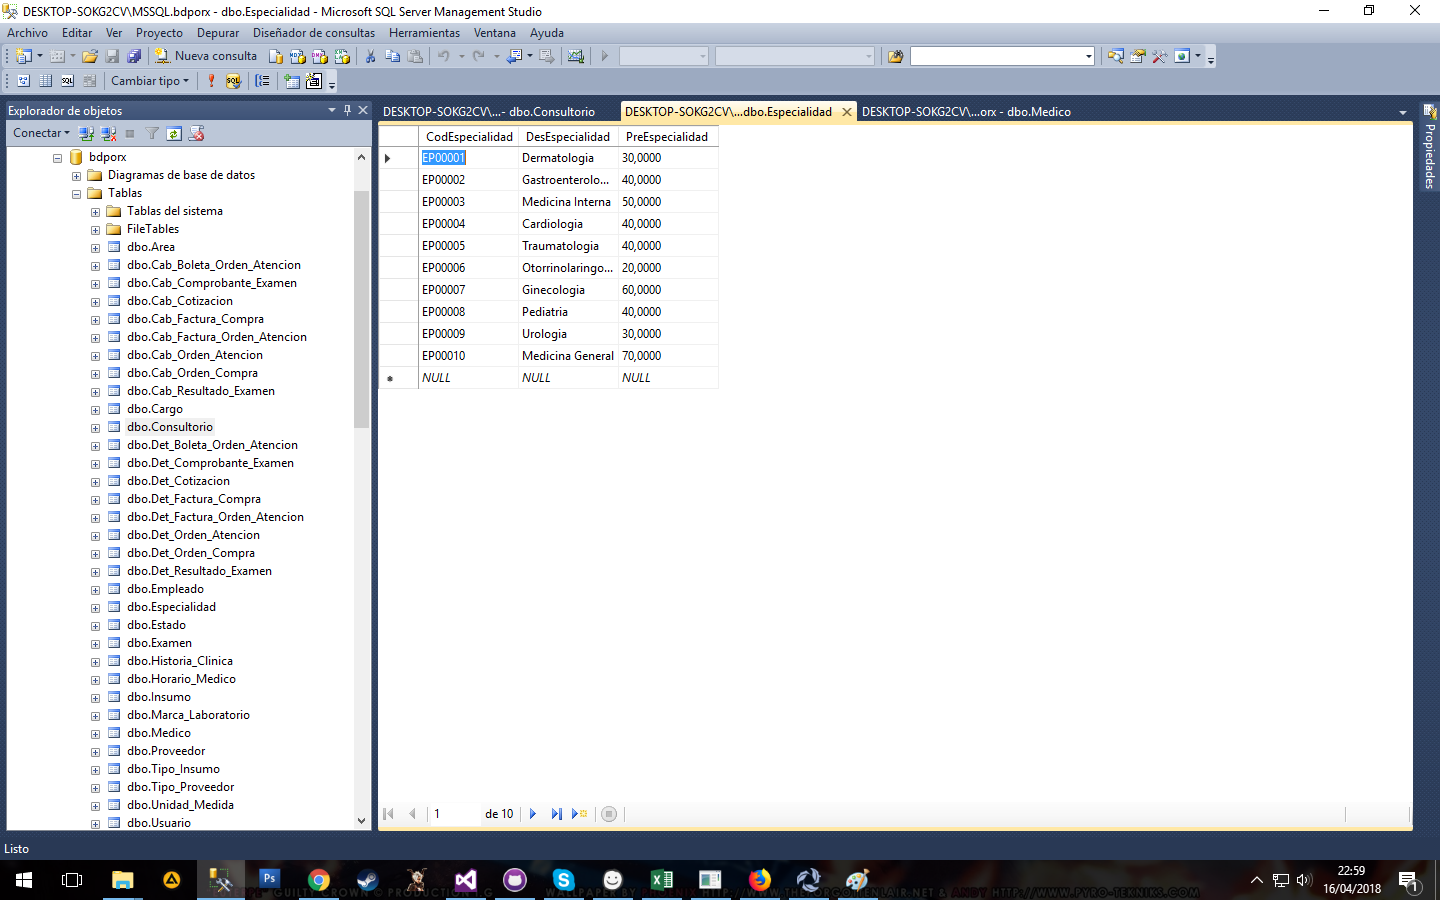 DESKTOP-SOKG2CV\MSSQL.bdporx - dbo.Especialidad - Microsoft SQL Server Management Studio
Archivo Editar Ver Proyecto Depurar Diseñador de consultas Herramientas Ventana Ayuda
Nueva consulta
Cambiar tipo
Explorador de objetos
Conectar
bdporx
Diagramas de base de datos
Tablas
Tablas del sistema
FileTables
dbo.Area
dbo.Cab_Boleta_Orden_Atencion
dbo.Cab_Comprobante_Examen
dbo.Cab_Cotizacion
dbo.Cab_Factura_Compra
dbo.Cab_Factura_Orden_Atencion
dbo.Cab_Orden_Atencion
dbo.Cab_Orden_Compra
dbo.Cab_Resultado_Examen
dbo.Cargo
dbo.Consultorio
dbo.Det_Boleta_Orden_Atencion
dbo.Det_Comprobante_Examen
dbo.Det_Cotizacion
dbo.Det_Factura_Compra
dbo.Det_Factura_Orden_Atencion
dbo.Det_Orden_Atencion
dbo.Det_Orden_Compra
dbo.Det_Resultado_Examen
dbo.Empleado
dbo.Especialidad
dbo.Estado
dbo.Examen
dbo.Historia_Clinica
dbo.Horario_Medico
dbo.Insumo
dbo.Marca_Laboratorio
dbo.Medico
dbo.Proveedor
dbo.Tipo_Insumo
dbo.Tipo_Proveedor
dbo.Unidad_Medida
dbo.Usuario
DESKTOP-SOKG2CV\...- dbo.Consultorio DESKTOP-SOKG2CV\...dbo.Especialidad DESKTOP-SOKG2CV\...orx - dbo.Medico
CodEspecialidad DesEspecialidad PreEspecialidad
EP00001 Dermatologia 30,0000
EP00002 Gastroenterolo... 40,0000
EP00003 Medicina Interna 50,0000
EP00004 Cardiologia 40,0000
EP00005 Traumatologia 40,0000
EP00006 Otorrinolaringo... 20,0000
EP00007 Ginecologia 60,0000
EP00008 Pediatria 40,0000
EP00009 Urologia 30,0000
EP00010 Medicina General 70,0000
NULL NULL NULL
1 de 10
Propiedades
Listo
22:59
16/04/2018
1